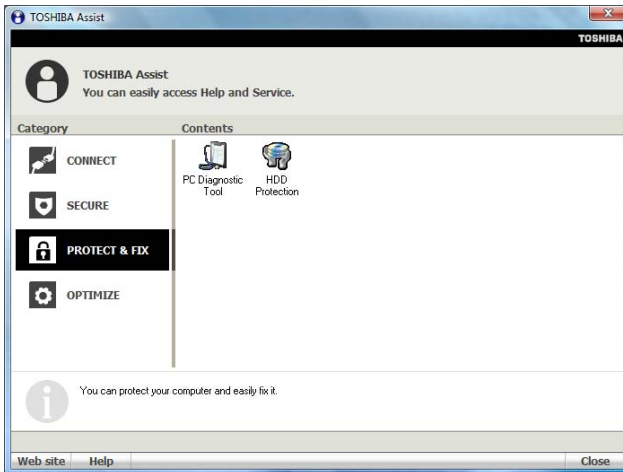 TOSHIBA Assist
TOSHIBA
TOSHIBA Assist
You can easily access Help and Service.
Category
Contents
CONNECT
SECURE
PROTECT & FIX
OPTIMIZE
PC Diagnostic
Tool
HDD
Protection
You can protect your computer and easily fix it.
Web site
Help
Close